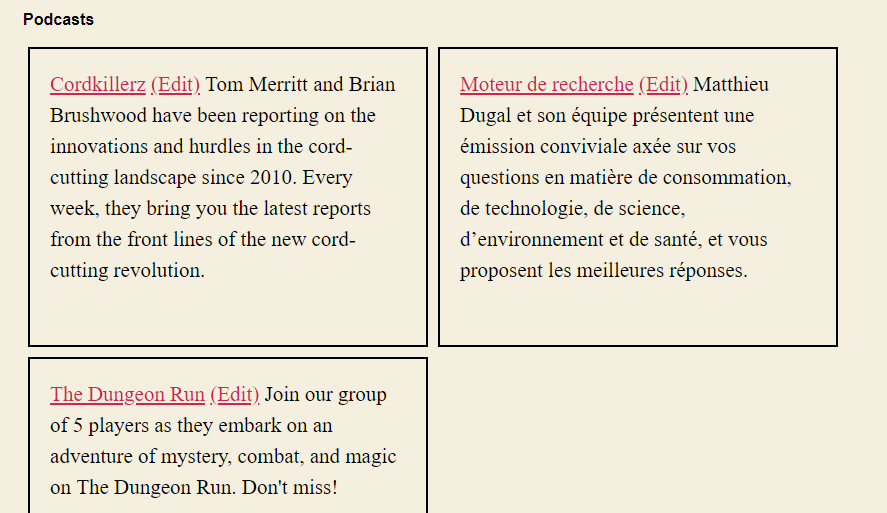 Podcasts
Cordkillerz (Edit) Tom Merritt and Brian
Brushwood have been reporting on the
innovations and hurdles in the cord-
cutting landscape since 2010. Every
week, they bring you the latest reports
from the front lines of the new cord-
cutting revolution.
Moteur de recherche (Edit) Matthieu
Dugal et son équipe présentent une
émission conviviale axée sur vos
questions en matière de consommation,
de technologie, de science,
d’environnement et de santé, et vous
proposent les meilleures réponses.
The Dungeon Run (Edit) Join our group
of 5 players as they embark on an
adventure of mystery, combat, and magic
on The Dungeon Run. Don't miss!